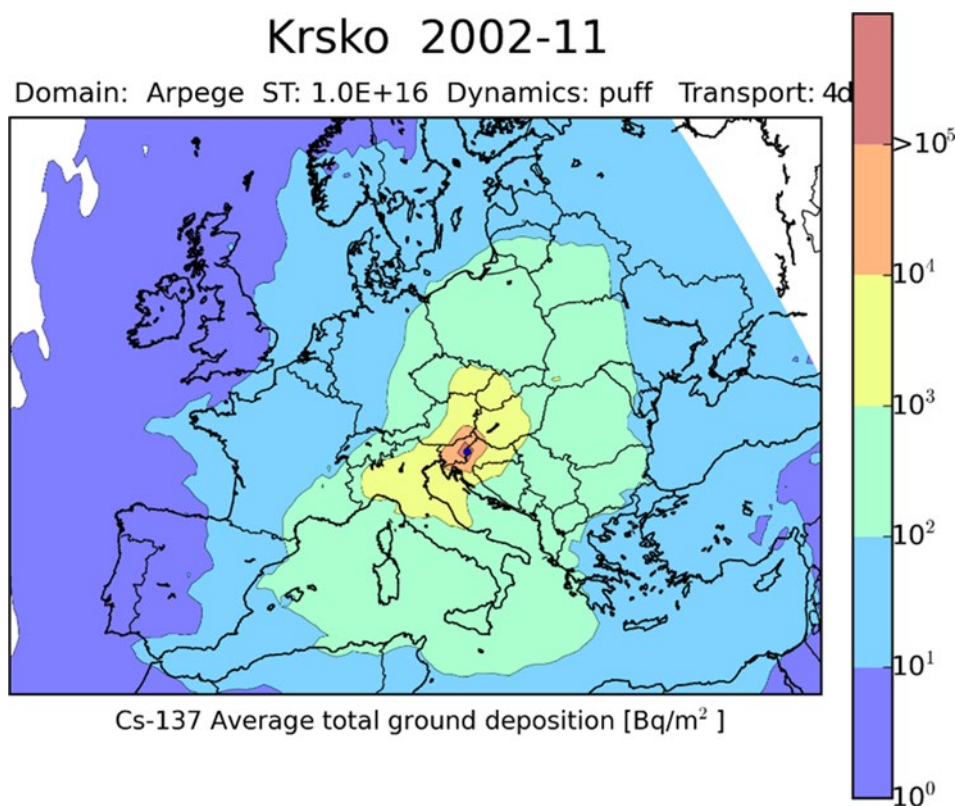 Krsko 2002-11
Domain: Arpege ST: 1.0E+16 Dynamics: puff Transport: 4d
>10⁵
10⁴
10³
10²
10¹
10⁰
Cs-137 Average total ground deposition [Bq/m² ]